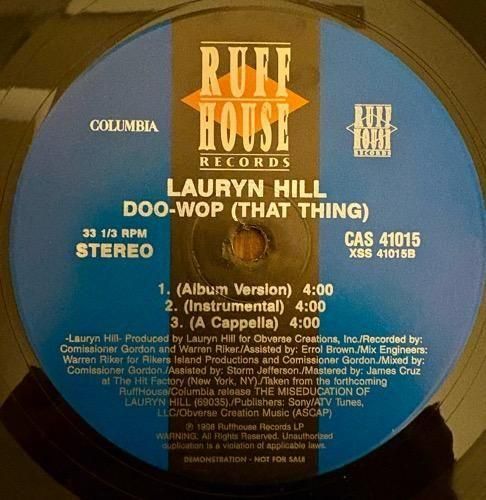 RUFF
HOUSE
RECORDS
COLUMBIA
RUFF
HOUSE
RECORDS
LAURYN HILL
DOO-WOP (THAT THING)
33 1/3 RPM
STEREO
CAS 41015
XSS 41015B
1. (Album Version) 4:00
2. (Instrumental) 4:00
3. (A Cappella) 4:00
-Lauryn Hill- Produced by Lauryn Hill for Obverse Creations, Inc./Recorded by:
Comissioner Gordon and Warren Riker./Assisted by: Errol Brown./Mix Engineers:
Warren Riker for Rikers Island Productions and Comissioner Gordon./Mixed by:
Comissioner Gordon./Assisted by: Storm Jefferson./Mastered by: James Cruz
at The Hit Factory (New York, NY)./Taken from the forthcoming
RuffHouse/Columbia release THE MISEDUCATION OF
LAURYN HILL (69035)./Publishers: Sony/ATV Tunes,
LLC/Obverse Creation Music (ASCAP)
℗ 1998 Ruffhouse Records LP
WARNING: All Rights Reserved. Unauthorized
duplication is a violation of applicable laws.
DEMONSTRATION - NOT FOR SALE